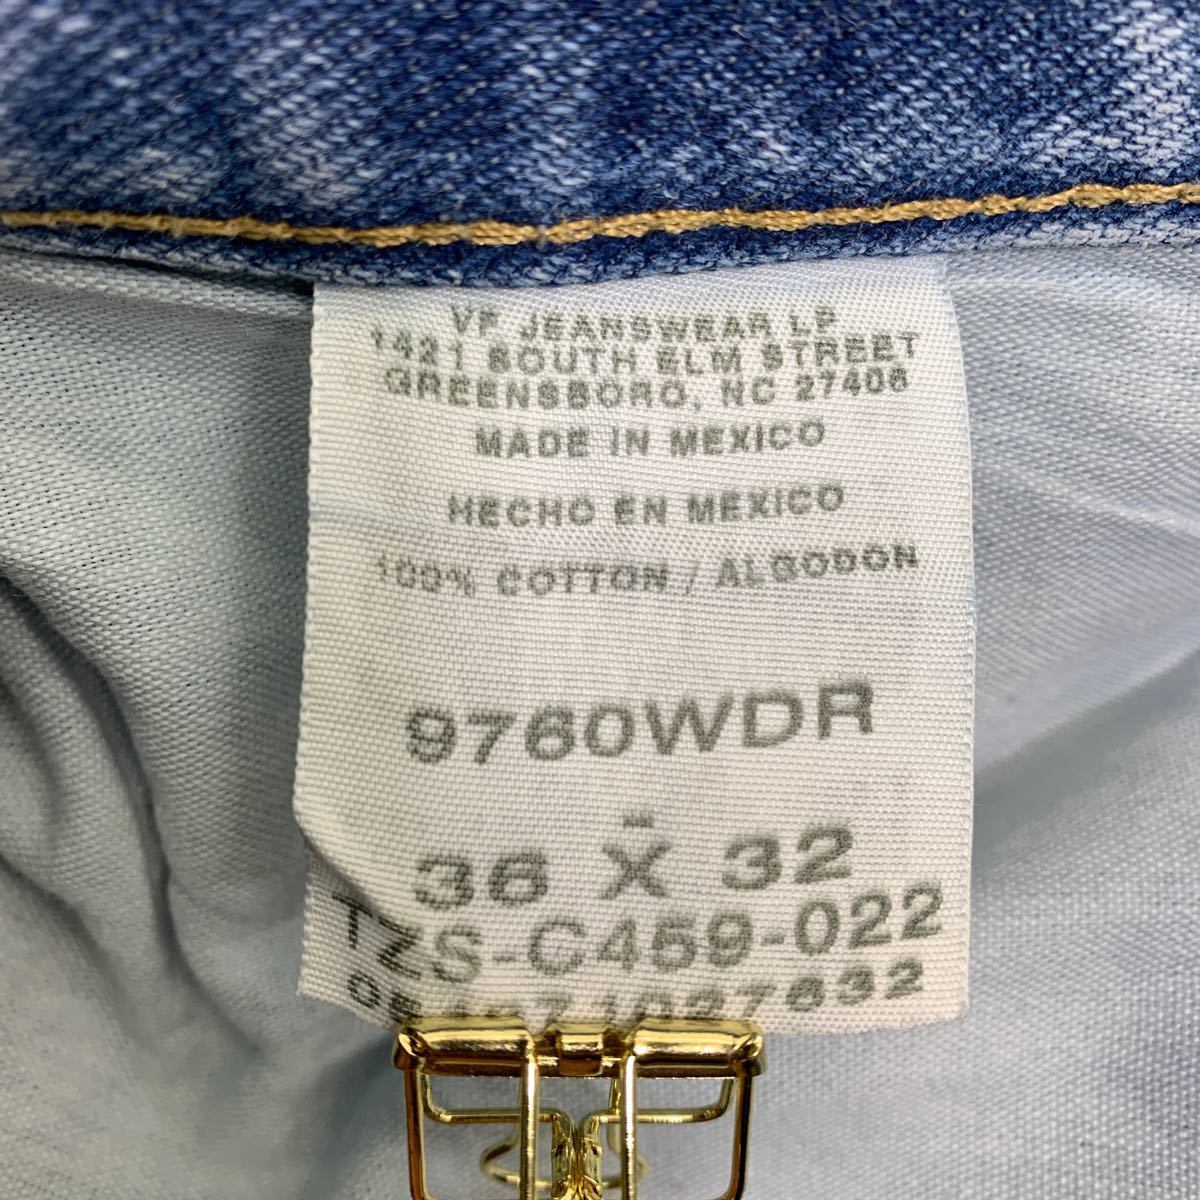 VF JEANSWEAR LP
1421 SOUTH ELM STREET
GREENSBORO, NC 27406
MADE IN MEXICO
HECHO EN MEXICO
100% COTTON / ALGODON
9760WDR
36 X 32
TZS-C459-022